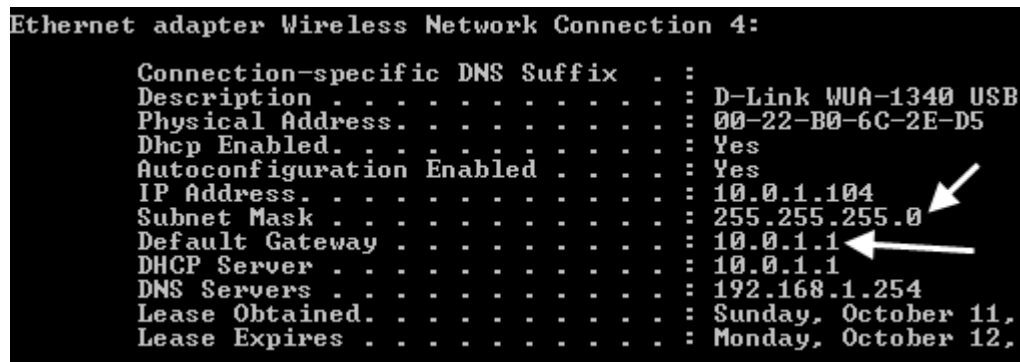 Ethernet adapter Wireless Network Connection 4:
Connection-specific DNS Suffix . :
Description . . . . . . . . . . . : D-Link WUA-1340 USB
Physical Address. . . . . . . . . : 00-22-B0-6C-2E-D5
Dhcp Enabled. . . . . . . . . . . : Yes
Autoconfiguration Enabled . . . . : Yes
IP Address. . . . . . . . . . . . : 10.0.1.104
Subnet Mask . . . . . . . . . . . : 255.255.255.0
Default Gateway . . . . . . . . . : 10.0.1.1
DHCP Server . . . . . . . . . . . : 10.0.1.1
DNS Servers . . . . . . . . . . . : 192.168.1.254
Lease Obtained. . . . . . . . . . : Sunday, October 11,
Lease Expires . . . . . . . . . . : Monday, October 12,